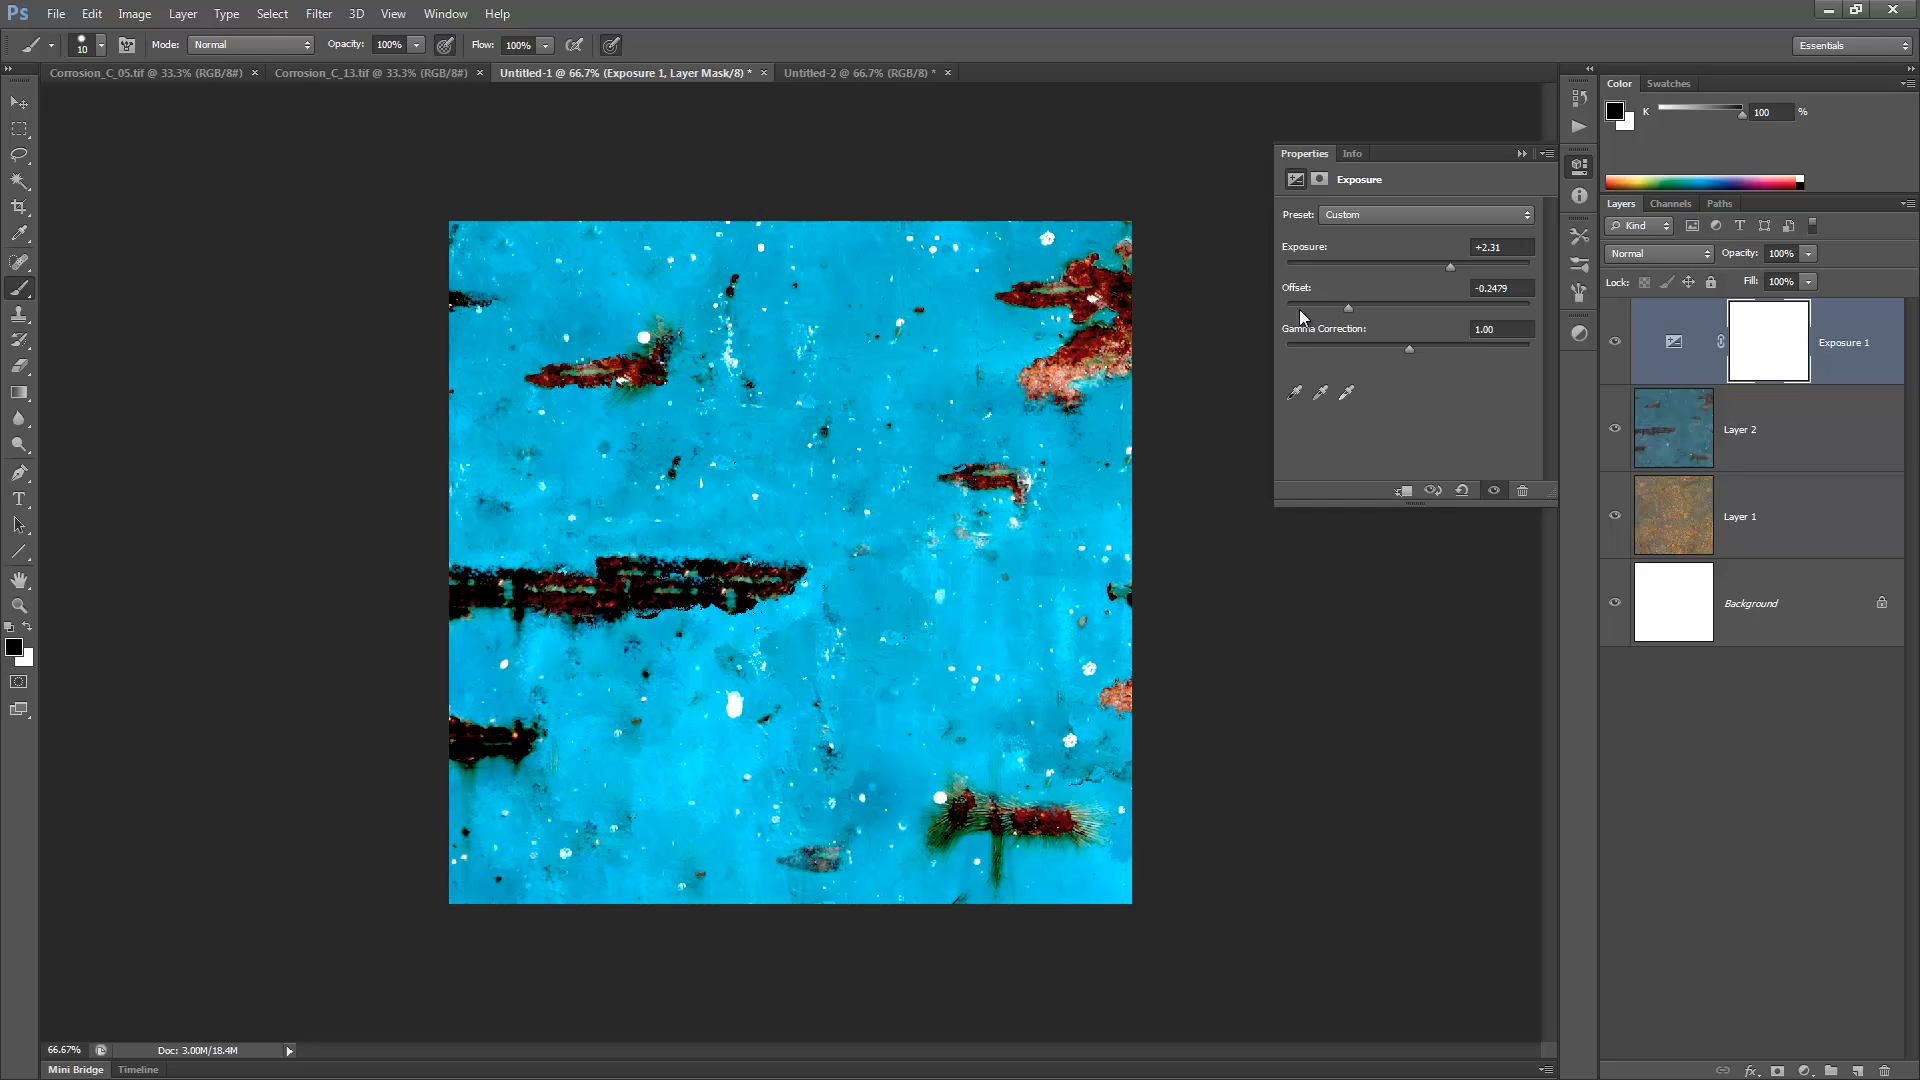 Ps File Edit Image Layer Type Select Filter 3D View Window Help
10 Mode: Normal Opacity: 100% Flow: 100% Essentials
Corrosion_C_05.tif @ 33.3% (RGB/8#) Corrosion_C_13.tif @ 33.3% (RGB/8#) Untitled-1 @ 66.7% (Exposure 1, Layer Mask/8) * Untitled-2 @ 66.7% (RGB/8) *
Color Swatches
K 100 %
Properties Info
Exposure
Preset: Custom
Exposure: +2.31
Offset: -0.2479
Gamma Correction: 1.00
Layers Channels Paths
Kind
Normal Opacity: 100%
Lock: Fill: 100%
Exposure 1
Layer 2
Layer 1
Background
66.67% Doc: 3.00M/18.4M
Mini Bridge Timeline